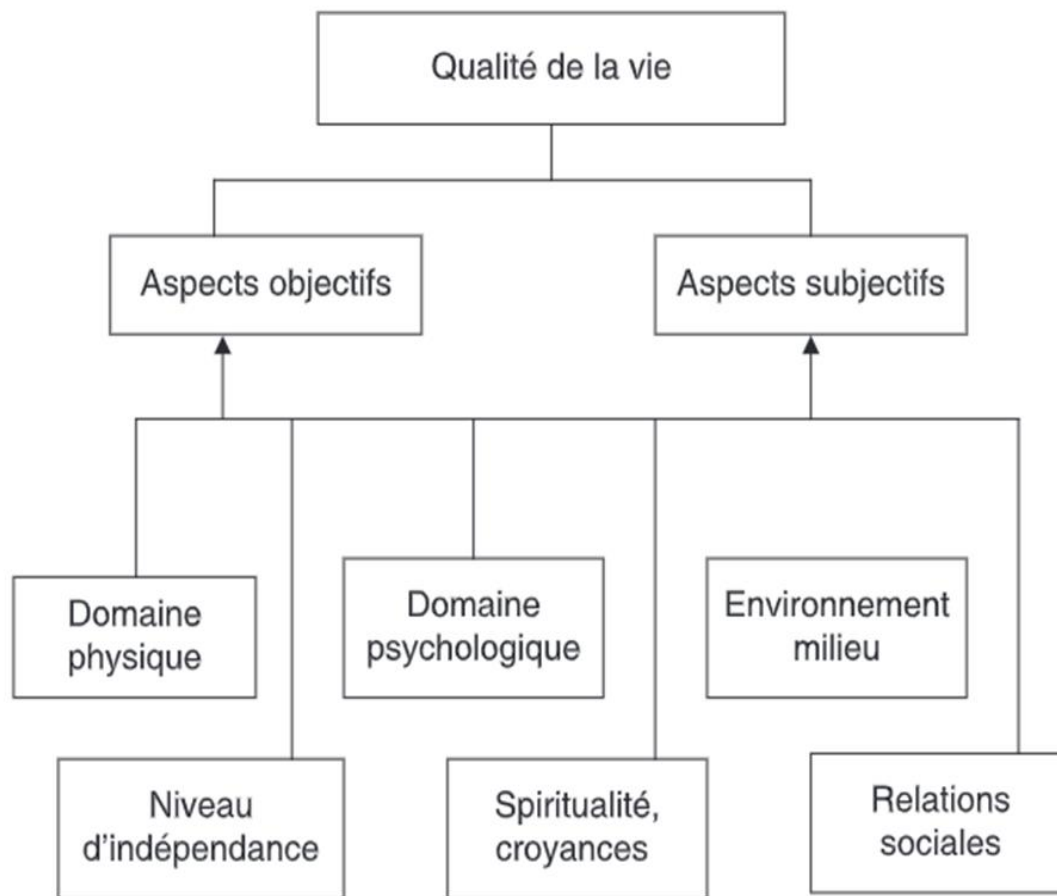 Qualité de la vie
Aspects objectifs
Aspects subjectifs
Domaine
physique
Domaine
psychologique
Environnement
milieu
Niveau
d'indépendance
Spiritualité,
croyances
Relations
sociales